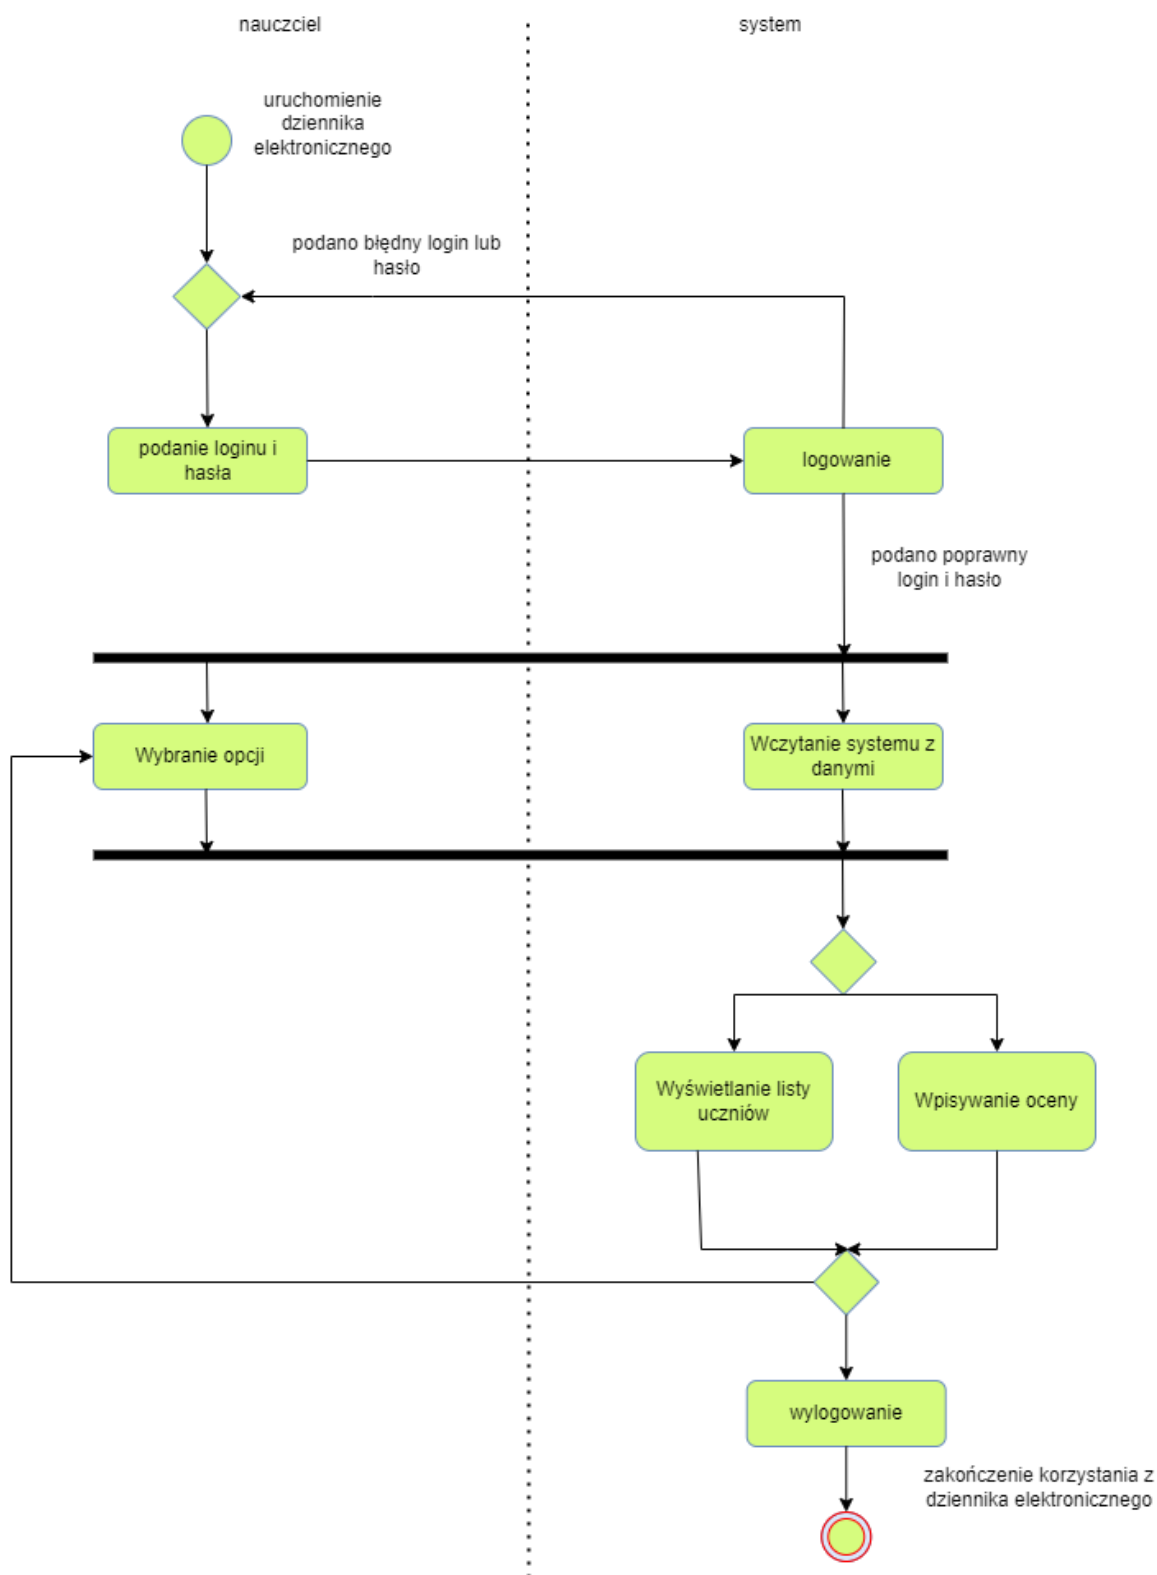 nauczciel
system
uruchomienie
dziennika
elektronicznego
podano błędny login lub
hasło
podanie loginu i
hasła
logowanie
podano poprawny
login i hasło
Wybranie opcji
Wczytanie systemu z
danymi
Wyświetlanie listy
uczniów
Wpisywanie oceny
wylogowanie
zakończenie korzystania z
dziennika elektronicznego